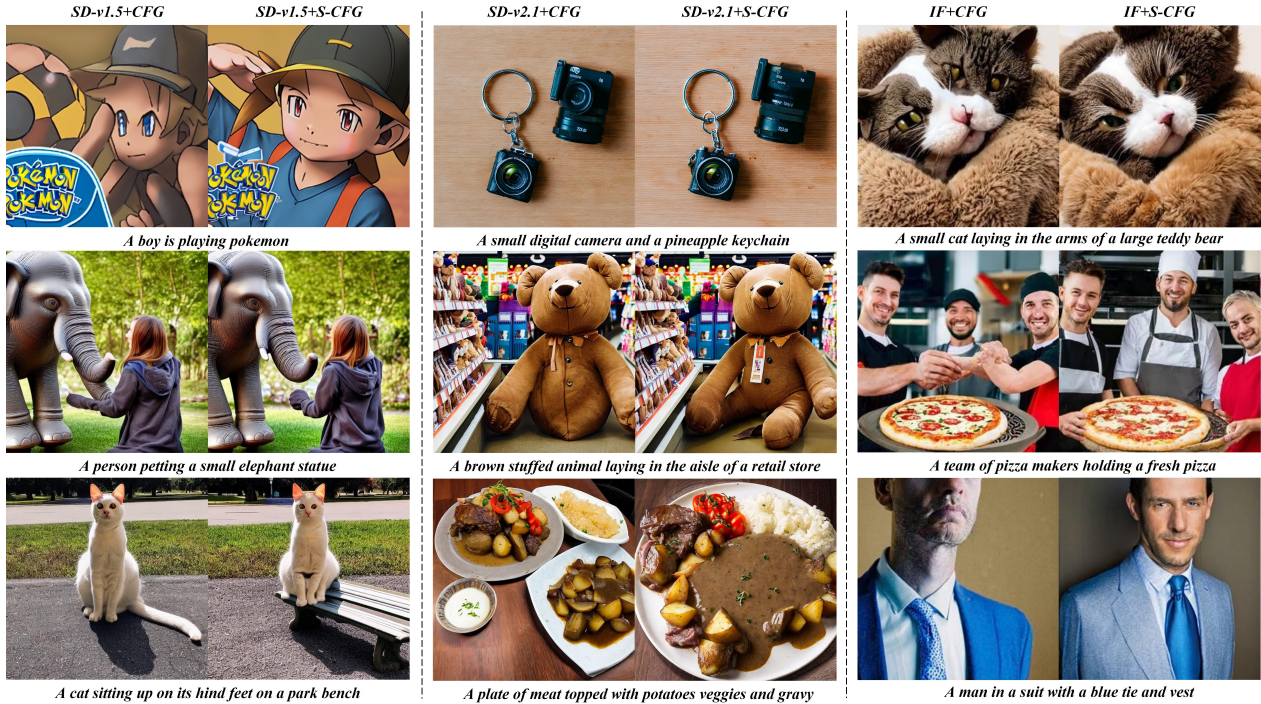 SD-v1.5+CFG
SD-v1.5+S-CFG
SD-v2.1+CFG
SD-v2.1+S-CFG
IF+CFG
IF+S-CFG
POKéMON
POKéMON
POKéMON
POKéMON
A boy is playing pokemon
A small digital camera and a pineapple keychain
A small cat laying in the arms of a large teddy bear
A person petting a small elephant statue
A brown stuffed animal laying in the aisle of a retail store
A team of pizza makers holding a fresh pizza
A cat sitting up on its hind feet on a park bench
A plate of meat topped with potatoes veggies and gravy
A man in a suit with a blue tie and vest